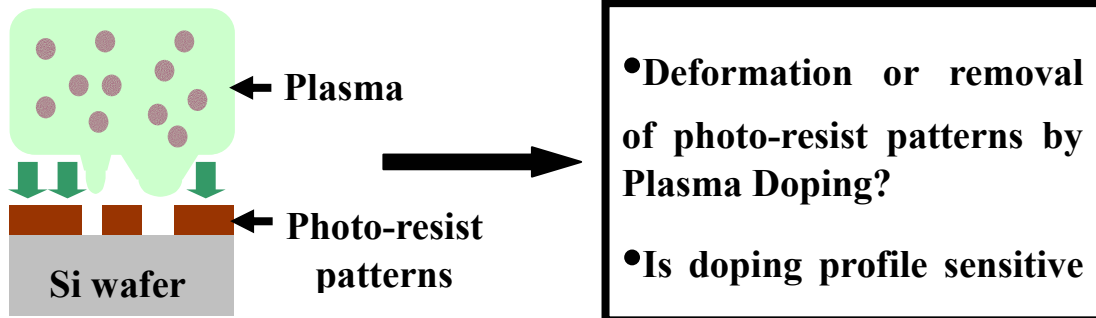 Plasma
Photo-resist
patterns
Si wafer
•Deformation or removal
of photo-resist patterns by
Plasma Doping?
•Is doping profile sensitive